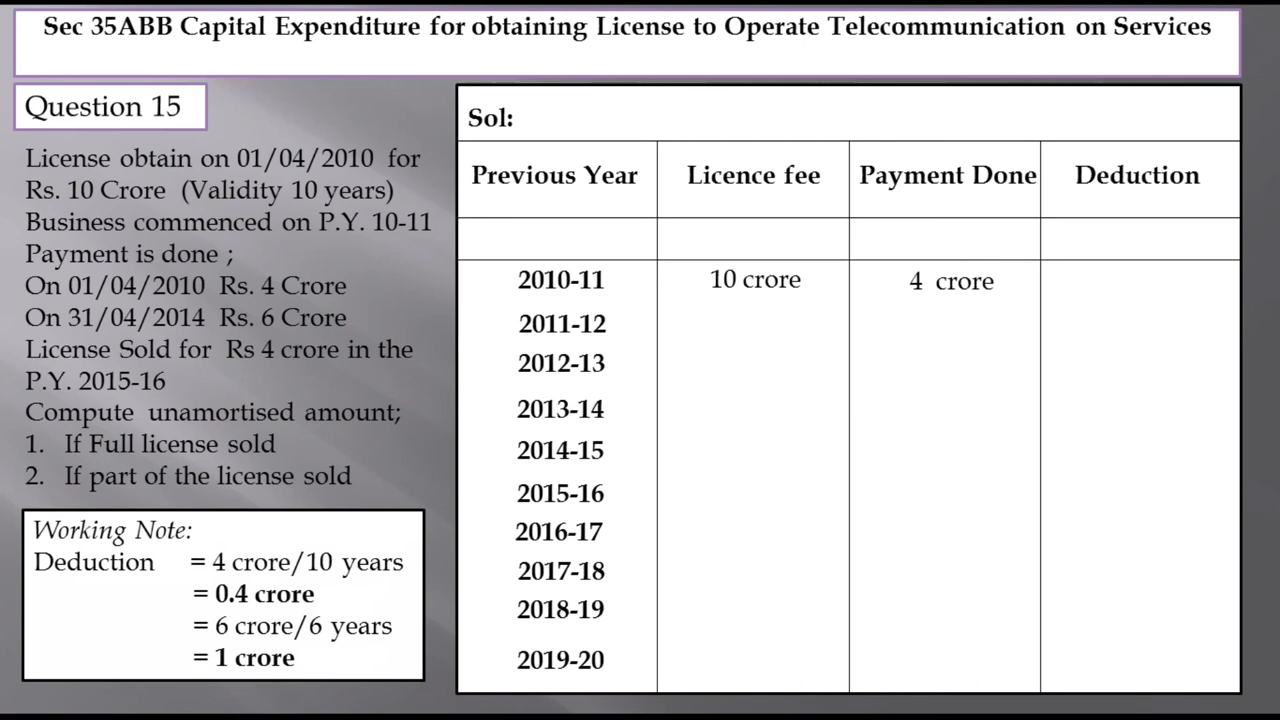 Sec 35ABB Capital Expenditure for obtaining License to Operate Telecommunication on Services
Question 15
License obtain on 01/04/2010 for
Rs. 10 Crore (Validity 10 years)
Business commenced on P.Y. 10-11
Payment is done ;
On 01/04/2010 Rs. 4 Crore
On 31/04/2014 Rs. 6 Crore
License Sold for Rs 4 crore in the
P.Y. 2015-16
Compute unamortised amount;
1. If Full license sold
2. If part of the license sold
Working Note:
Deduction = 4 crore/10 years
= 0.4 crore
= 6 crore/6 years
= 1 crore
Sol:
Previous Year Licence fee Payment Done Deduction
2010-11 10 crore 4 crore
2011-12
2012-13
2013-14
2014-15
2015-16
2016-17
2017-18
2018-19
2019-20